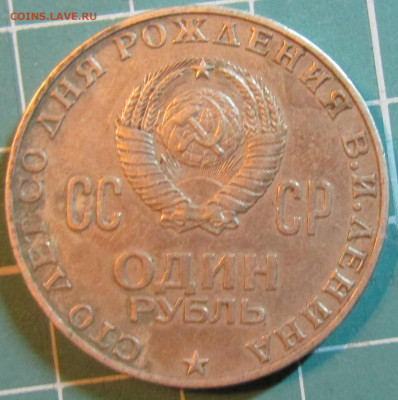 COINS.LAVE.RU
СТО ЛЕТ СО ДНЯ РОЖДЕНИЯ В.И.ЛЕНИНА
СС СР
ОДИН
РУБЛЬ